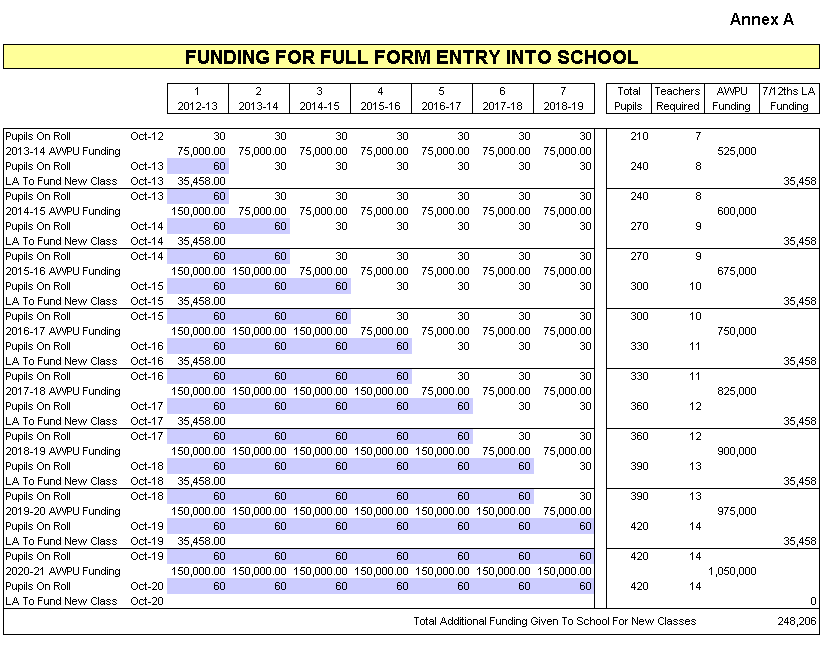 Annex A
FUNDING FOR FULL FORM ENTRY INTO SCHOOL
1 2 3 4 5 6 7 Total Teachers AWPU 7/12ths LA
2012-13 2013-14 2014-15 2015-16 2016-17 2017-18 2018-19 Pupils Required Funding Funding
Pupils On Roll Oct-12 30 30 30 30 30 30 30 210 7
2013-14 AWPU Funding 75,000.00 75,000.00 75,000.00 75,000.00 75,000.00 75,000.00 75,000.00 525,000
Pupils On Roll Oct-13 60 30 30 30 30 30 30 240 8
LA To Fund New Class Oct-13 35,458.00 35,458
Pupils On Roll Oct-13 60 30 30 30 30 30 30 240 8
2014-15 AWPU Funding 150,000.00 75,000.00 75,000.00 75,000.00 75,000.00 75,000.00 75,000.00 600,000
Pupils On Roll Oct-14 60 60 30 30 30 30 30 270 9
LA To Fund New Class Oct-14 35,458.00 35,458
Pupils On Roll Oct-14 60 60 30 30 30 30 30 270 9
2015-16 AWPU Funding 150,000.00 150,000.00 75,000.00 75,000.00 75,000.00 75,000.00 75,000.00 675,000
Pupils On Roll Oct-15 60 60 60 30 30 30 30 300 10
LA To Fund New Class Oct-15 35,458.00 35,458
Pupils On Roll Oct-15 60 60 60 30 30 30 30 300 10
2016-17 AWPU Funding 150,000.00 150,000.00 150,000.00 75,000.00 75,000.00 75,000.00 75,000.00 750,000
Pupils On Roll Oct-16 60 60 60 60 30 30 30 330 11
LA To Fund New Class Oct-16 35,458.00 35,458
Pupils On Roll Oct-16 60 60 60 60 30 30 30 330 11
2017-18 AWPU Funding 150,000.00 150,000.00 150,000.00 150,000.00 75,000.00 75,000.00 75,000.00 825,000
Pupils On Roll Oct-17 60 60 60 60 60 30 30 360 12
LA To Fund New Class Oct-17 35,458.00 35,458
Pupils On Roll Oct-17 60 60 60 60 60 30 30 360 12
2018-19 AWPU Funding 150,000.00 150,000.00 150,000.00 150,000.00 150,000.00 75,000.00 75,000.00 900,000
Pupils On Roll Oct-18 60 60 60 60 60 60 30 390 13
LA To Fund New Class Oct-18 35,458.00 35,458
Pupils On Roll Oct-18 60 60 60 60 60 60 30 390 13
2019-20 AWPU Funding 150,000.00 150,000.00 150,000.00 150,000.00 150,000.00 150,000.00 75,000.00 975,000
Pupils On Roll Oct-19 60 60 60 60 60 60 60 420 14
LA To Fund New Class Oct-19 35,458.00 35,458
Pupils On Roll Oct-19 60 60 60 60 60 60 60 420 14
2020-21 AWPU Funding 150,000.00 150,000.00 150,000.00 150,000.00 150,000.00 150,000.00 150,000.00 1,050,000
Pupils On Roll Oct-20 60 60 60 60 60 60 60 420 14
LA To Fund New Class Oct-20 0
Total Additional Funding Given To School For New Classes 248,206